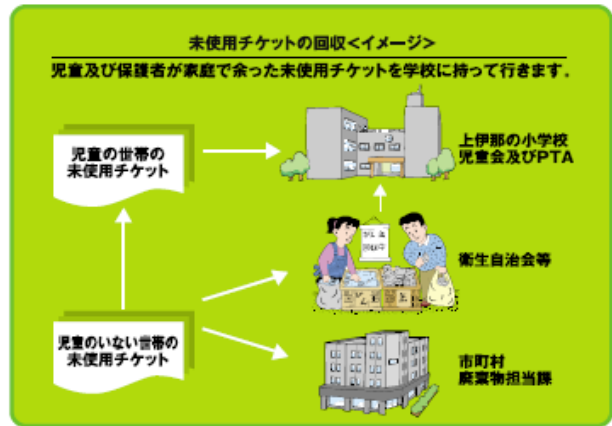 未使用チケットの回収<イメージ>
児童及び保護者が家庭で余った未使用チケットを学校に持って行きます.
児童の世帯の
未使用チケット
上伊那の小学校
児童会及びPTA
衛生自治会等
児童のいない世帯の
未使用チケット
市町村
廃棄物担当課